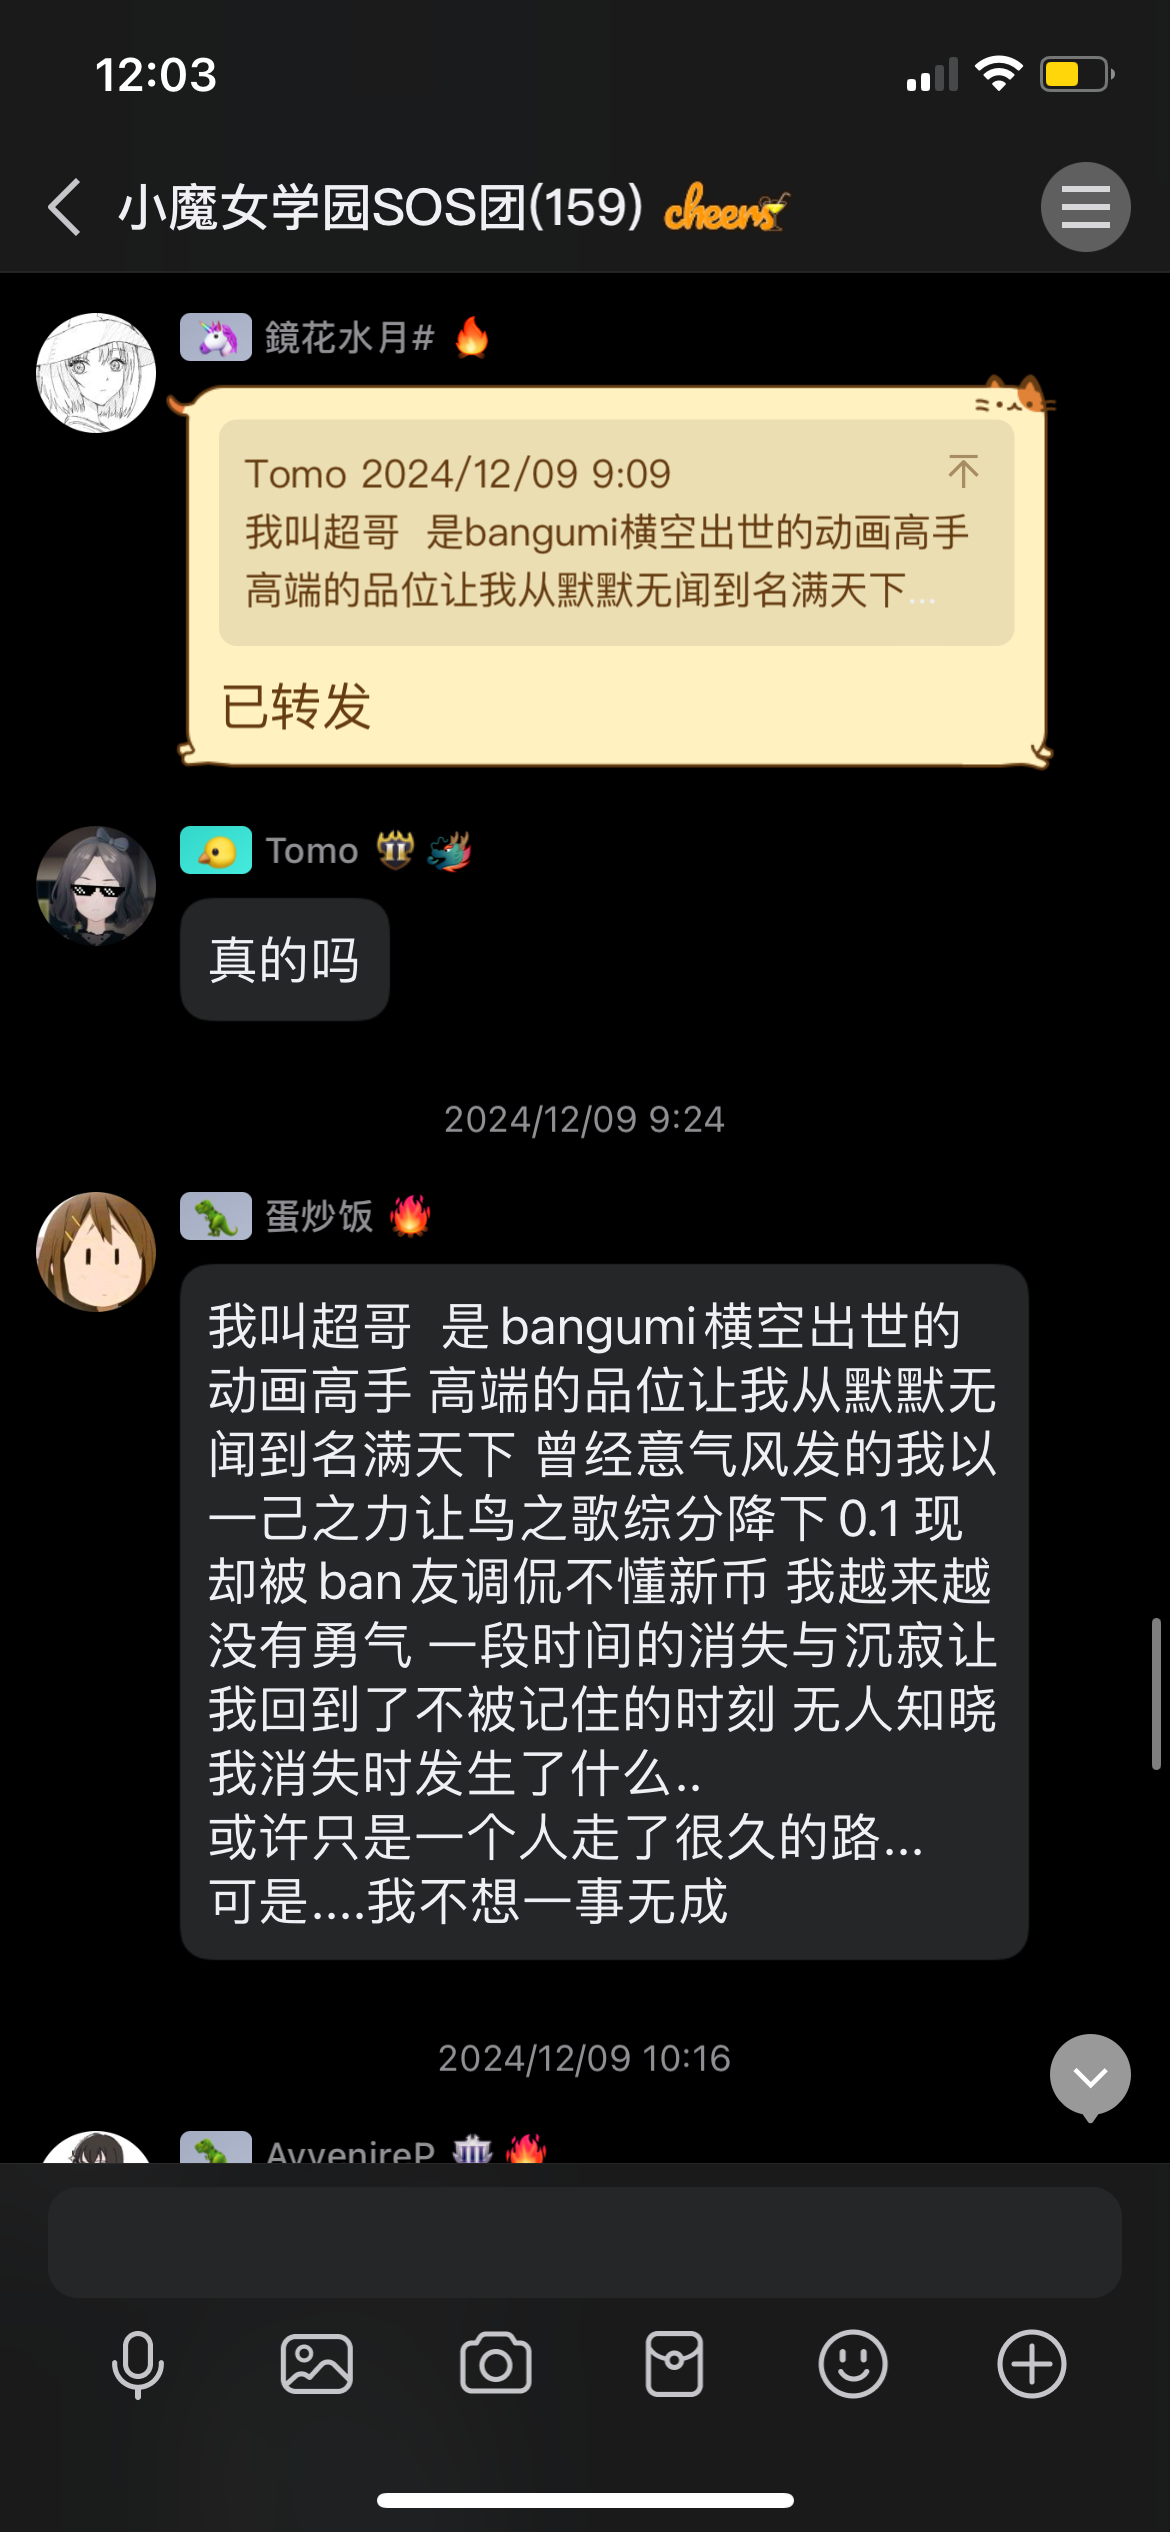 12:03
小魔女学园SOS团(159) cheers
鏡花水月#
Tomo 2024/12/09 9:09
我叫超哥 是bangumi横空出世的动画高手
高端的品位让我从默默无闻到名满天下...
已转发
Tomo
真的吗
2024/12/09 9:24
蛋炒饭
我叫超哥 是bangumi横空出世的
动画高手 高端的品位让我从默默无
闻到名满天下 曾经意气风发的我以
一己之力让鸟之歌综分降下0.1 现
却被ban友调侃不懂新币 我越来越
没有勇气 一段时间的消失与沉寂让
我回到了不被记住的时刻 无人知晓
我消失时发生了什么..
或许只是一个人走了很久的路...
可是....我不想一事无成
2024/12/09 10:16
AvvenireP